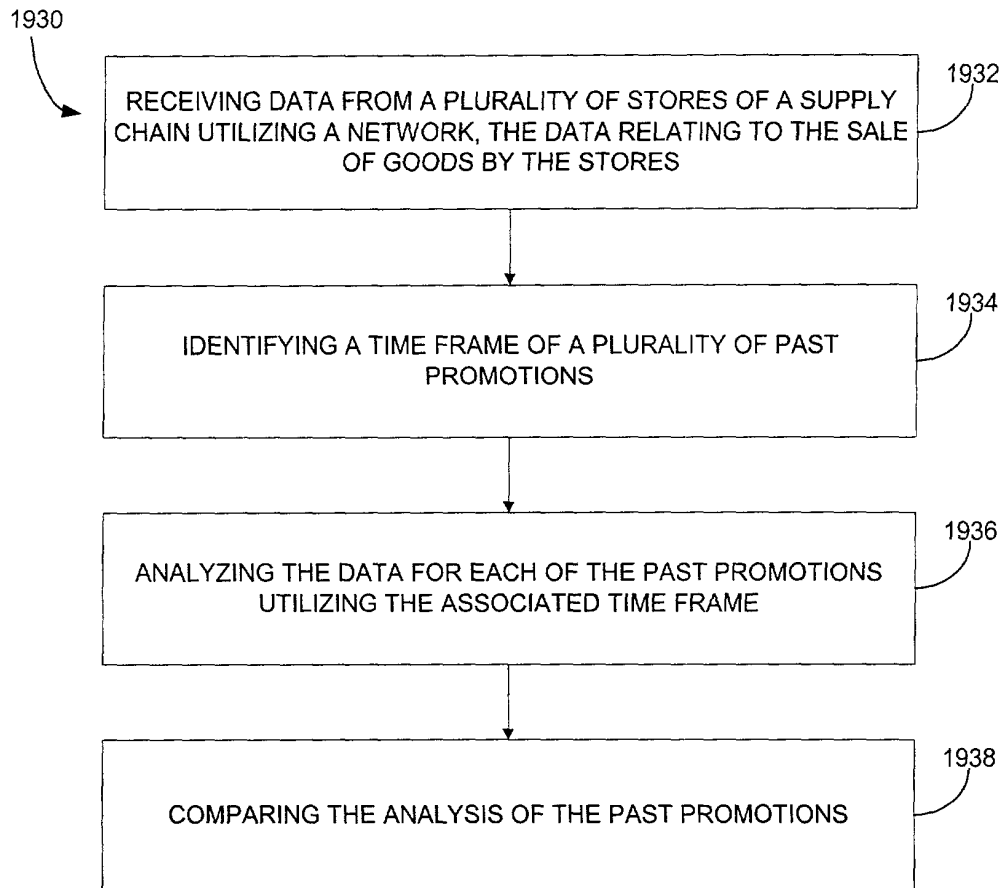 1930
1932
RECEIVING DATA FROM A PLURALITY OF STORES OF A SUPPLY
CHAIN UTILIZING A NETWORK, THE DATA RELATING TO THE SALE
OF GOODS BY THE STORES
1934
IDENTIFYING A TIME FRAME OF A PLURALITY OF PAST
PROMOTIONS
1936
ANALYZING THE DATA FOR EACH OF THE PAST PROMOTIONS
UTILIZING THE ASSOCIATED TIME FRAME
1938
COMPARING THE ANALYSIS OF THE PAST PROMOTIONS